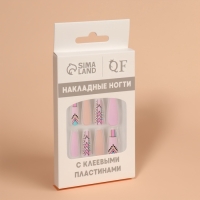 SIMA LAND QF
НАКЛАДНЫЕ НОГТИ
С КЛЕЕВЫМИ
ПЛАСТИНАМИ